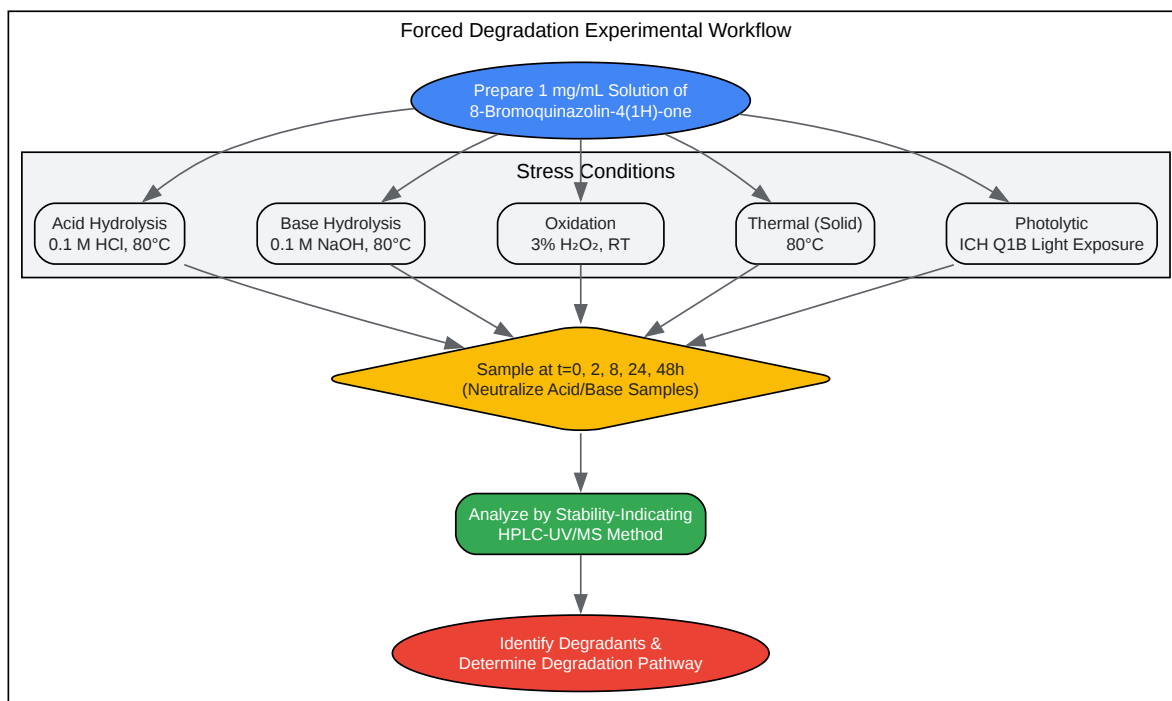 Forced Degradation Experimental Workflow
Prepare 1 mg/mL Solution of
8-Bromoquinazolin-4(1H)-one
Stress Conditions
Acid Hydrolysis
0.1 M HCl, 80°C
Base Hydrolysis
0.1 M NaOH, 80°C
Oxidation
3% H₂O₂, RT
Thermal (Solid)
80°C
Photolytic
ICH Q1B Light Exposure
Sample at t=0, 2, 8, 24, 48h
(Neutralize Acid/Base Samples)
Analyze by Stability-Indicating
HPLC-UV/MS Method
Identify Degradants &
Determine Degradation Pathway